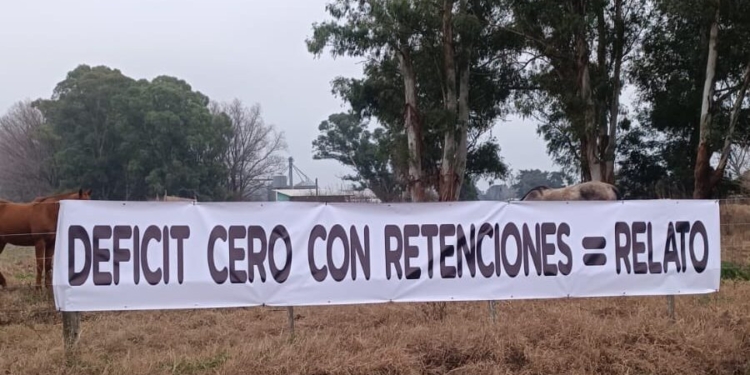 DEFICIT CERO CON RETENCIONES = RELATO